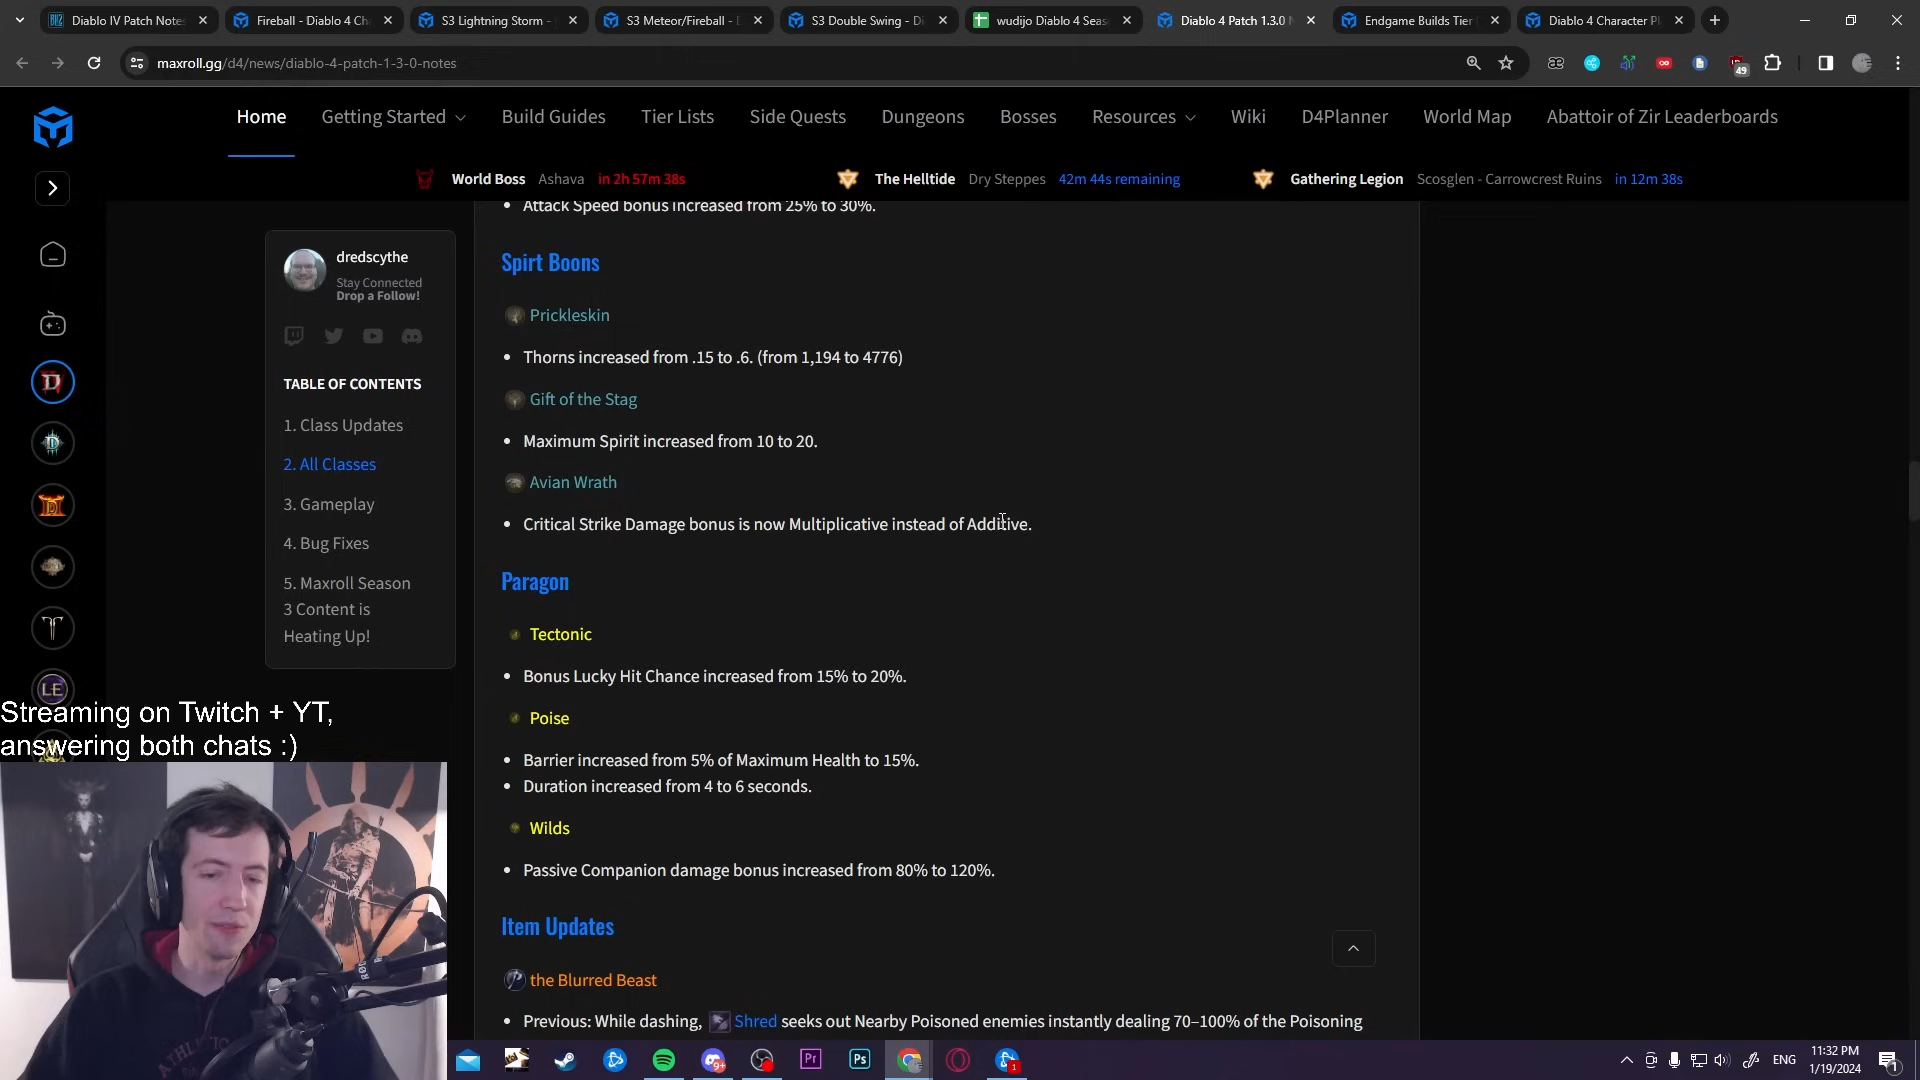 Diablo IV Patch Notes
Fireball - Diablo 4 Ch
S3 Lightning Storm -
S3 Meteor/Fireball - D
S3 Double Swing - Di
wudijo Diablo 4 Seas
Diablo 4 Patch 1.3.0 N
Endgame Builds Tier
Diablo 4 Character Pl
maxroll.gg/d4/news/diablo-4-patch-1-3-0-notes
49
Home
Getting Started
Build Guides
Tier Lists
Side Quests
Dungeons
Bosses
Resources
Wiki
D4Planner
World Map
Abattoir of Zir Leaderboards
World Boss Ashava in 2h 57m 38s
The Helltide Dry Steppes 42m 44s remaining
Gathering Legion Scosglen - Carrowcrest Ruins in 12m 38s
dredscythe
Stay Connected
Drop a Follow!
TABLE OF CONTENTS
1. Class Updates
2. All Classes
3. Gameplay
4. Bug Fixes
5. Maxroll Season
3 Content is
Heating Up!
LE
• Attack Speed bonus increased from 25% to 30%.
Spirt Boons
Prickleskin
• Thorns increased from .15 to .6. (from 1,194 to 4776)
Gift of the Stag
• Maximum Spirit increased from 10 to 20.
Avian Wrath
• Critical Strike Damage bonus is now Multiplicative instead of Additive.
Paragon
Tectonic
• Bonus Lucky Hit Chance increased from 15% to 20%.
Poise
• Barrier increased from 5% of Maximum Health to 15%.
• Duration increased from 4 to 6 seconds.
Wilds
• Passive Companion damage bonus increased from 80% to 120%.
Item Updates
the Blurred Beast
• Previous: While dashing, Shred seeks out Nearby Poisoned enemies instantly dealing 70–100% of the Poisoning
Streaming on Twitch + YT,
answering both chats :)
9+
Pr
Ps
1
ENG
11:32 PM
1/19/2024
1